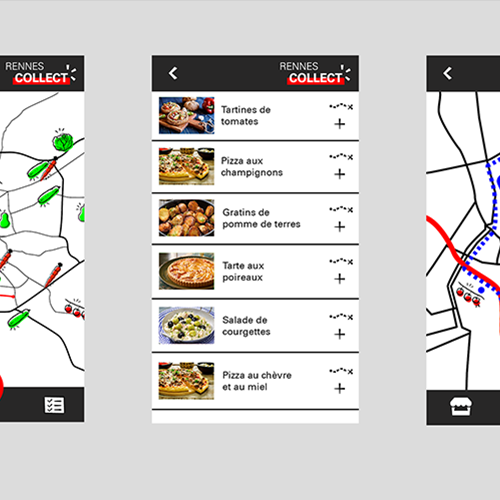 RENNES
COLLECT
RENNES
COLLECT
Tartines de
tomates
Pizza aux
champignons
Gratins de
pomme de terres
Tarte aux
poireaux
Salade de
courgettes
Pizza au chèvre
et au miel